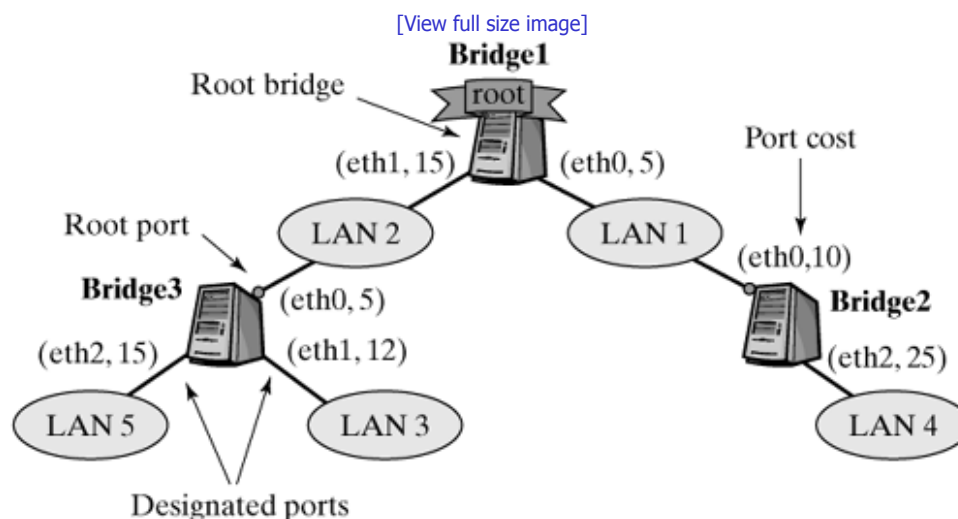 [View full size image]
Bridge1
Root bridge
root
Port cost
(eth1, 15)
(eth0, 5)
Root port
LAN 2
LAN 1
(eth0,10)
Bridge3
(eth0, 5)
Bridge2
(eth2, 15)
(eth1, 12)
(eth2, 25)
LAN 5
LAN 3
LAN 4
Designated ports